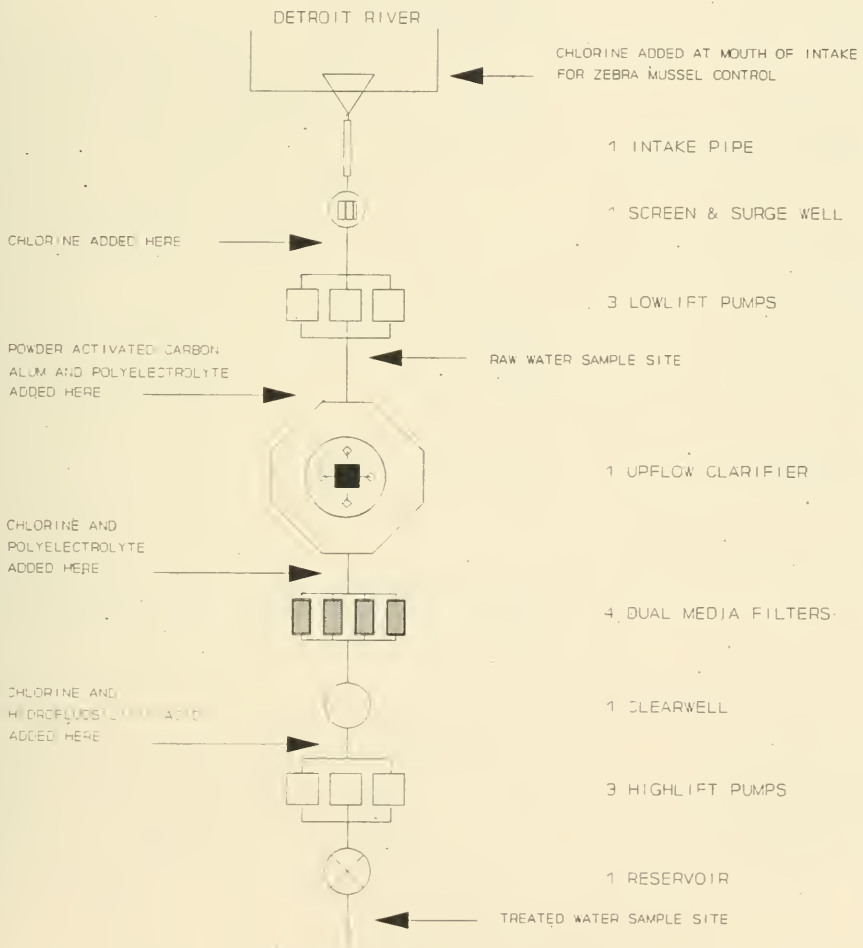 DETROIT RIVER
CHLORINE ADDED AT MOUTH OF INTAKE
FOR ZEBRA MUSSEL CONTROL
1 INTAKE PIPE
1 SCREEN & SURGE WELL
CHLORINE ADDED HERE
3 LOWLIFT PUMPS
POWDER ACTIVATED CARBON
ALUM AND POLYELECTROLYTE
ADDED HERE
RAW WATER SAMPLE SITE
1 UPFLOW CLARIFIER
CHLORINE AND
POLYELECTROLYTE
ADDED HERE
4 DUAL MEDIA FILTERS
CHLORINE AND
ADDED HERE
1 CLEARWELL
3 HIGHLIFT PUMPS
1 RESERVOIR
TREATED WATER SAMPLE SITE